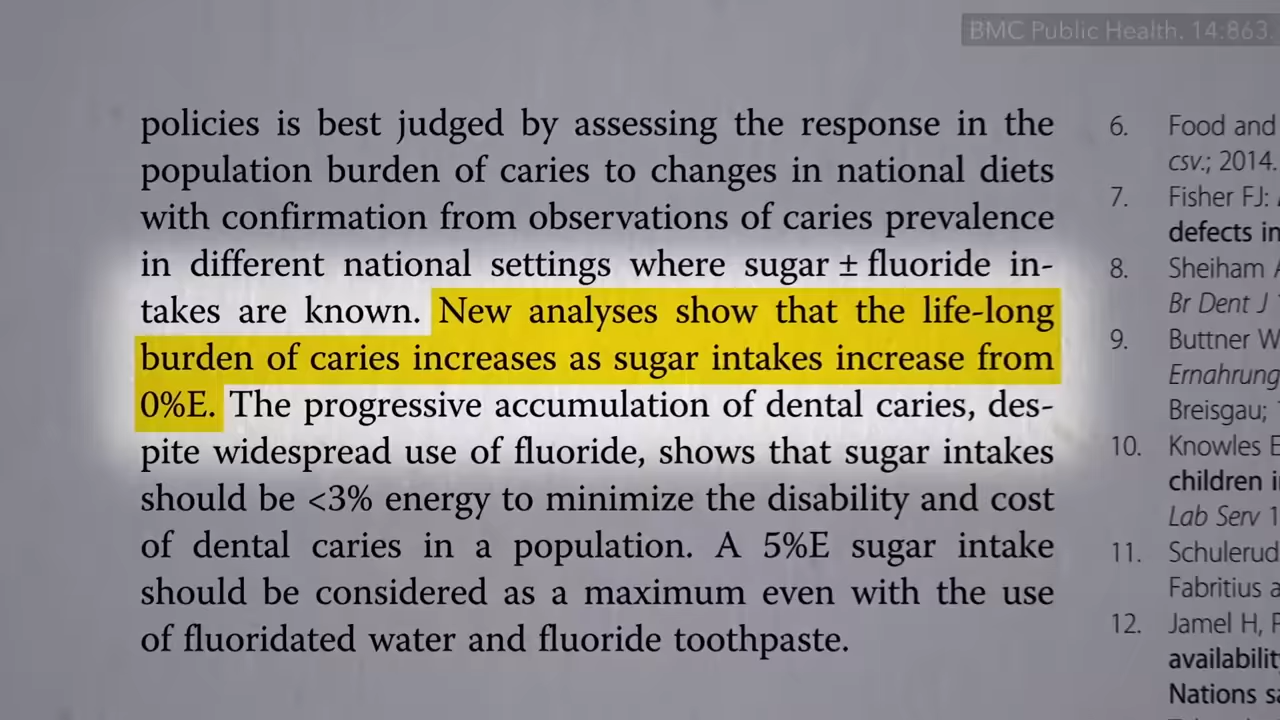 BMC Public Health. 14:863.
policies is best judged by assessing the response in the
population burden of caries to changes in national diets
with confirmation from observations of caries prevalence
in different national settings where sugar ± fluoride in-
takes are known. New analyses show that the life-long
burden of caries increases as sugar intakes increase from
0%E. The progressive accumulation of dental caries, des-
pite widespread use of fluoride, shows that sugar intakes
should be <3% energy to minimize the disability and cost
of dental caries in a population. A 5%E sugar intake
should be considered as a maximum even with the use
of fluoridated water and fluoride toothpaste.
6. Food and
csv.; 2014.
7. Fisher FJ:
defects in
8. Sheiham A
Br Dent J
9. Buttner W
Ernahrung
Breisgau;
10. Knowles E
children i
Lab Serv 1
11. Schulerud
Fabritius a
12. Jamel H, F
availability
Nations sa